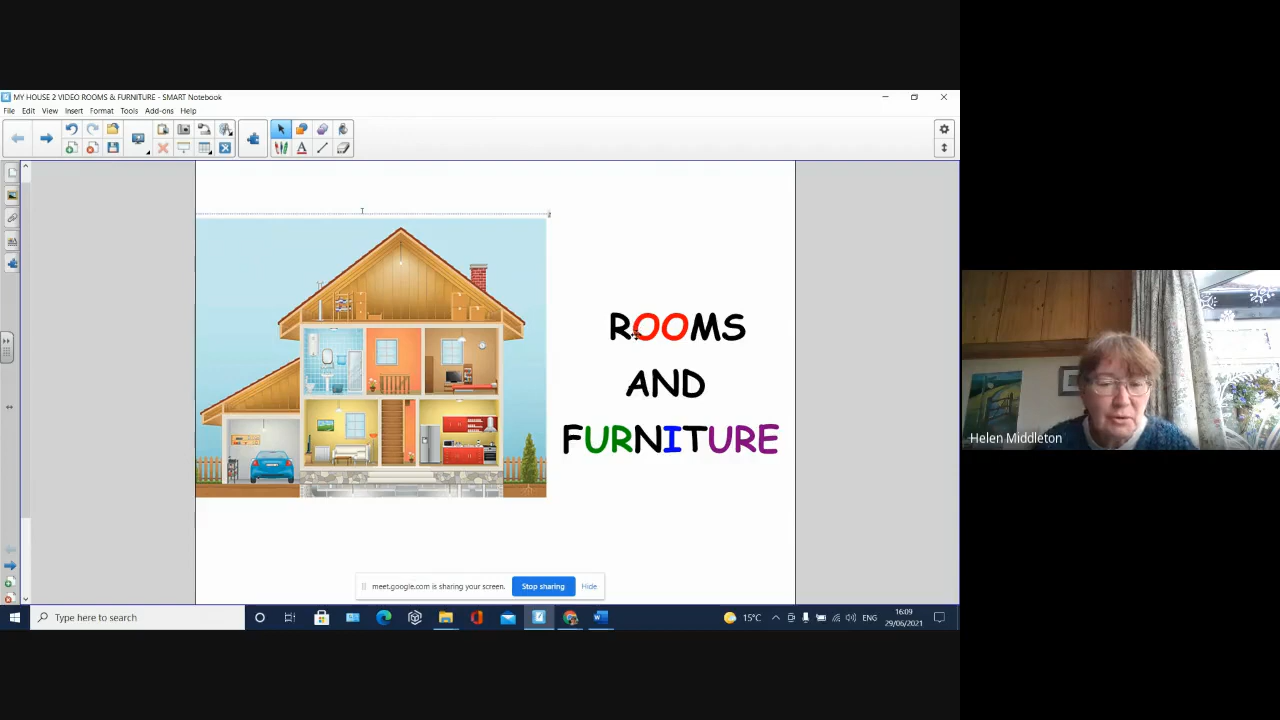 MY HOUSE 2 VIDEO ROOMS & FURNITURE - SMART Notebook
File Edit View Insert Format Tools Add-ons Help
ROOMS
AND
FURNITURE
Helen Middleton
meet.google.com is sharing your screen. Stop sharing Hide
Type here to search
15°C ENG
16:09
29/06/2021